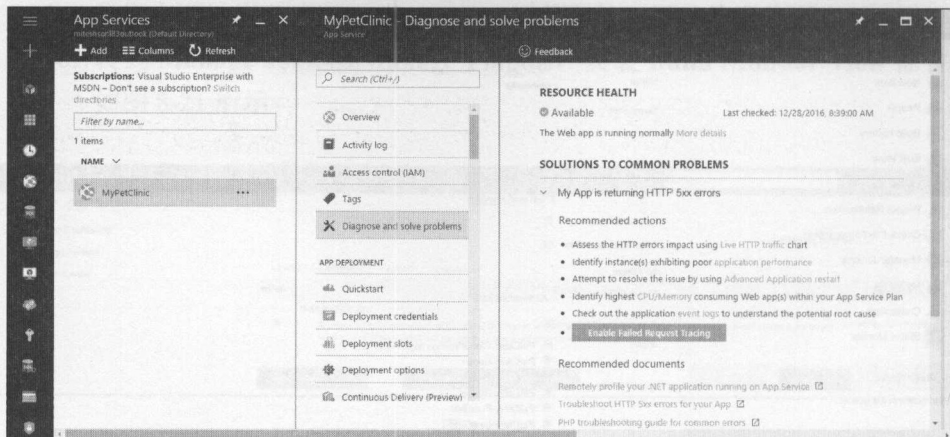 App Services
MyPetClinic - Diagnose and solve problems
App Service
Add
Columns
Refresh
Feedback
Subscriptions: Visual Studio Enterprise with
MSDN – Don't see a subscription? Switch
directories
Filter by name...
1 items
NAME
MyPetClinic
...
Search (Ctrl+/)
Overview
Activity log
Access control (IAM)
Tags
Diagnose and solve problems
APP DEPLOYMENT
Quickstart
Deployment credentials
Deployment slots
Deployment options
Continuous Delivery (Preview)
RESOURCE HEALTH
Available
Last checked: 12/28/2016, 8:39:00 AM
The Web app is running normally More details
SOLUTIONS TO COMMON PROBLEMS
My App is returning HTTP 5xx errors
Recommended actions
• Assess the HTTP errors impact using Live HTTP traffic chart
• Identify instance(s) exhibiting poor application performance
• Attempt to resolve the issue by using Advanced Application restart
• Identify highest CPU/Memory consuming Web app(s) within your App Service Plan
• Check out the application event logs to understand the potential root cause
• Enable Failed Request Tracing
Recommended documents
Remotely profile your .NET application running on App Service
Troubleshoot HTTP 5xx errors for your App
PHP troubleshooting guide for common errors